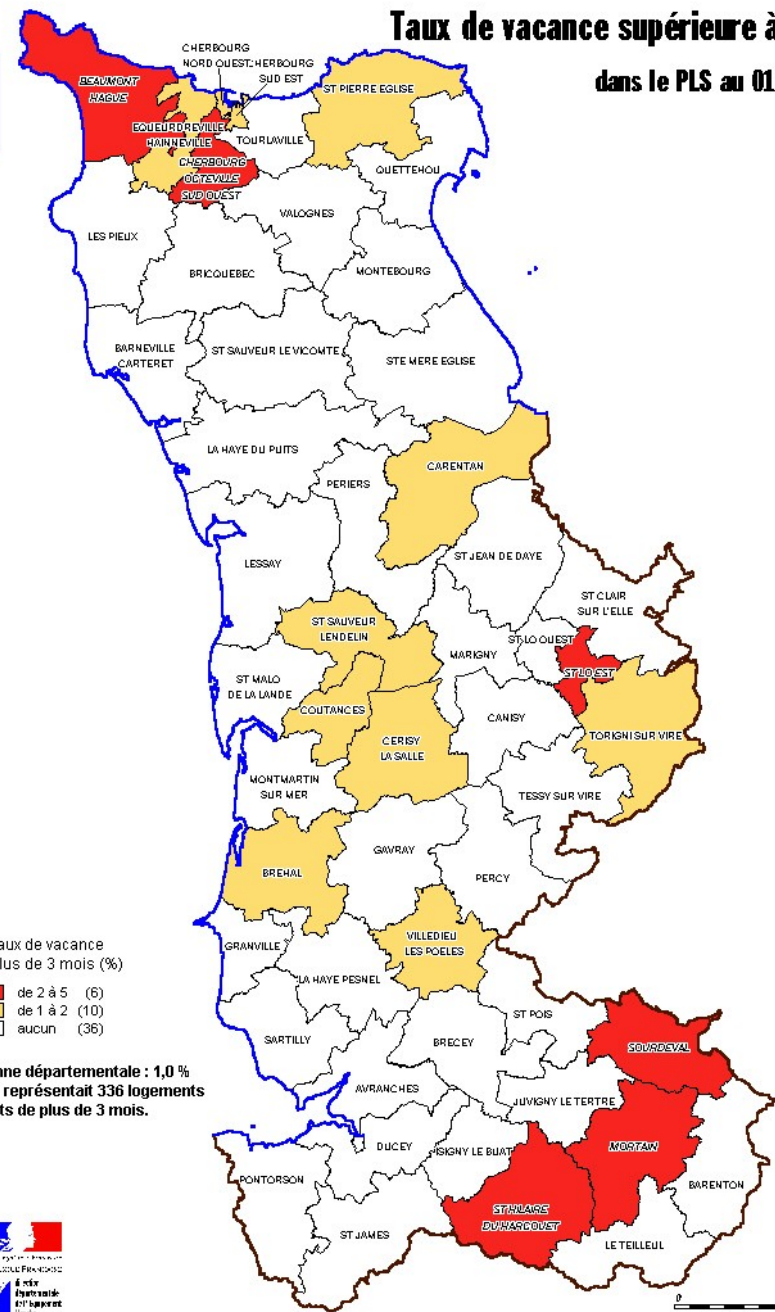 Taux de vacance supérieure à
dans le PLS au 01
CHERBOURG
NORD OUEST
CHERBOURG
SUD EST
BEAUMONT
HAGUE
ST PIERRE EGLISE
EQUEURDREVILLE
HAINNEVILLE
TOURLAVILLE
CHERBOURG
OCTEVILLE
SUD OUEST
QUETTEHOU
VALOGNES
LES PIEUX
BRICQUEBEC
MONTEBOURG
BARNEVILLE
CARTERET
ST SAUVEUR LE VICOMTE
STE MERE EGLISE
LA HAYE DU PUITS
CARENTAN
PERIERS
ST JEAN DE DAYE
LESSAY
ST CLAIR
SUR L'ELLE
ST SAUVEUR
LENDELIN
ST LO OUEST
MARIGNY
ST LO EST
ST MALO
DE LA LANDE
COUTANCES
CANISY
CERISY
LA SALLE
TORIGNI SUR VIRE
MONTMARTIN
SUR MER
TESSY SUR VIRE
GAVRAY
BREHAL
PERCY
VILLEDIEU
LES POELES
GRANVILLE
LA HAYE PESNEL
ST POIS
SARTILLY
BRECEY
SOURDEVAL
AVRANCHES
JUVIGNY LE TERTRE
DUCEY
ISIGNY LE BUAT
MORTAIN
PONTORSON
BARENTON
ST HILAIRE
DU HARCOUET
ST JAMES
LE TEILLEUL
aux de vacance
lus de 3 mois (%)
de 2 à 5 (6)
de 1 à 2 (10)
aucun (36)
nne départementale : 1,0 %
représentait 336 logements
ts de plus de 3 mois.
direction
départementale
de l'Equipement
0